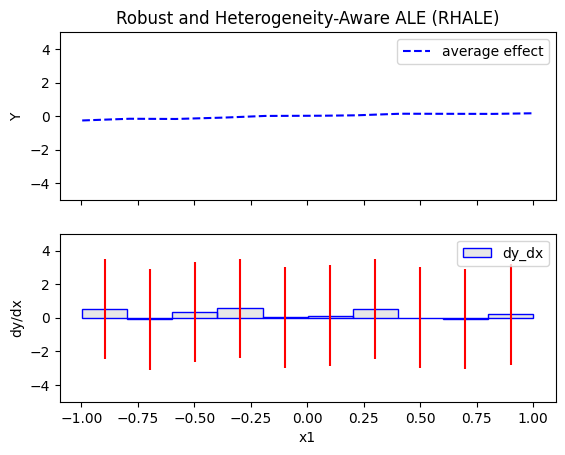 Robust and Heterogeneity-Aware ALE (RHALE)
average effect
4
2
0
−2
−4
Y
dy_dx
4
2
0
−2
−4
dy/dx
−1.00 −0.75 −0.50 −0.25 0.00 0.25 0.50 0.75 1.00
x1